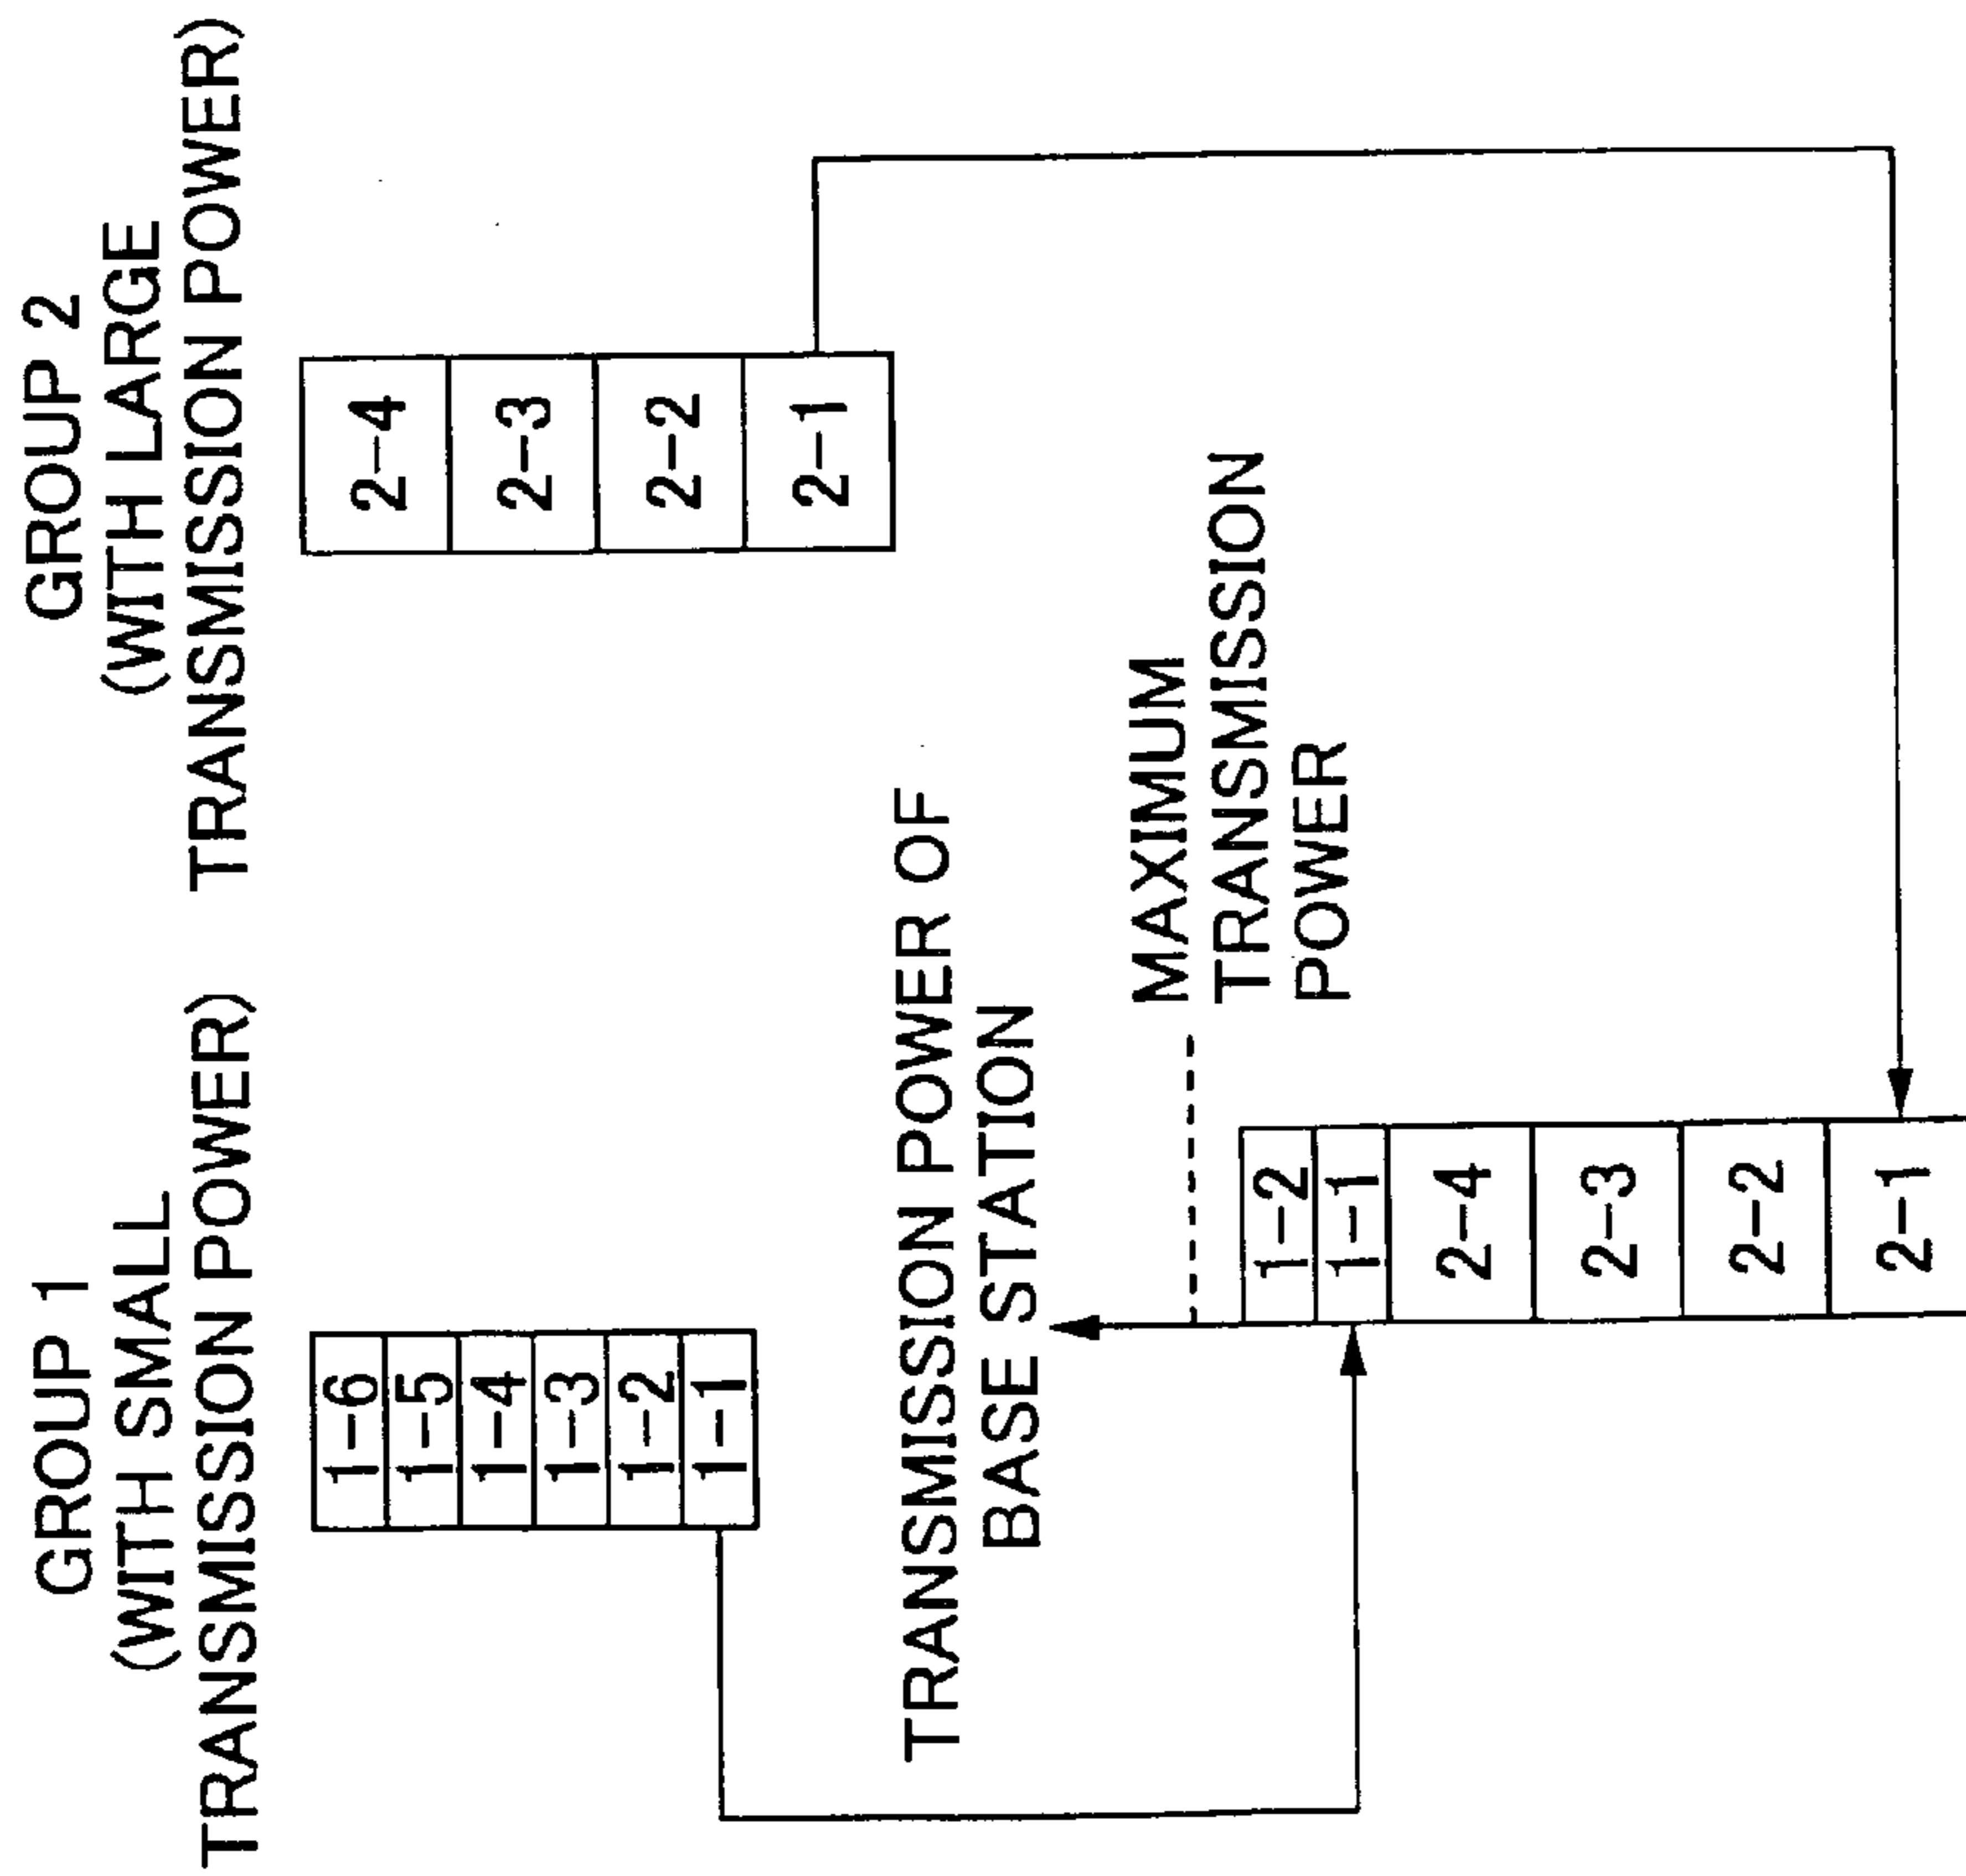 GROUP 1
(WITH SMALL
TRANSMISSION POWER)
1-6
1-5
1-4
1-3
1-2
1-1
GROUP 2
(WITH LARGE
TRANSMISSION POWER)
2-4
2-3
2-2
2-1
TRANSMISSION POWER OF
BASE STATION
MAXIMUM
TRANSMISSION
POWER
1-2
1-1
2-4
2-3
2-2
2-1